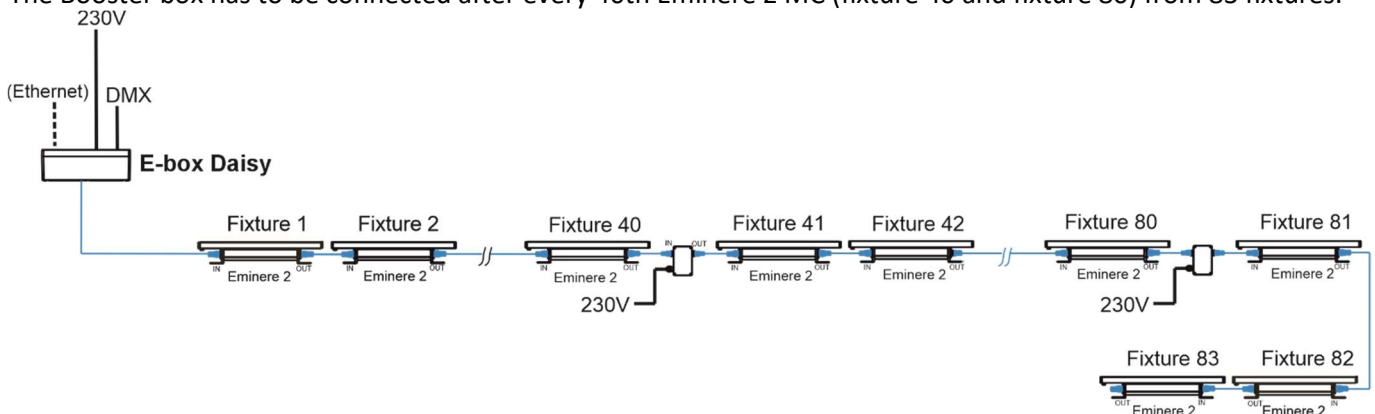 The Booster box has to be connected after every 40th Eminere 2 MC (fixture 40 and fixture 80) from 83 fixtures.
230V
(Ethernet)
DMX
E-box Daisy
Fixture 1
Fixture 2
Fixture 40
Fixture 41
Fixture 42
Fixture 80
Fixture 81
IN OUT
IN Eminere 2 OUT
IN Eminere 2 OUT
IN Eminere 2 OUT
IN Eminere 2 OUT
IN Eminere 2 OUT
IN Eminere 2 OUT
IN Eminere 2 OUT
230V
230V
Fixture 83
Fixture 82
OUT Eminere 2 IN
OUT Eminere 2 IN